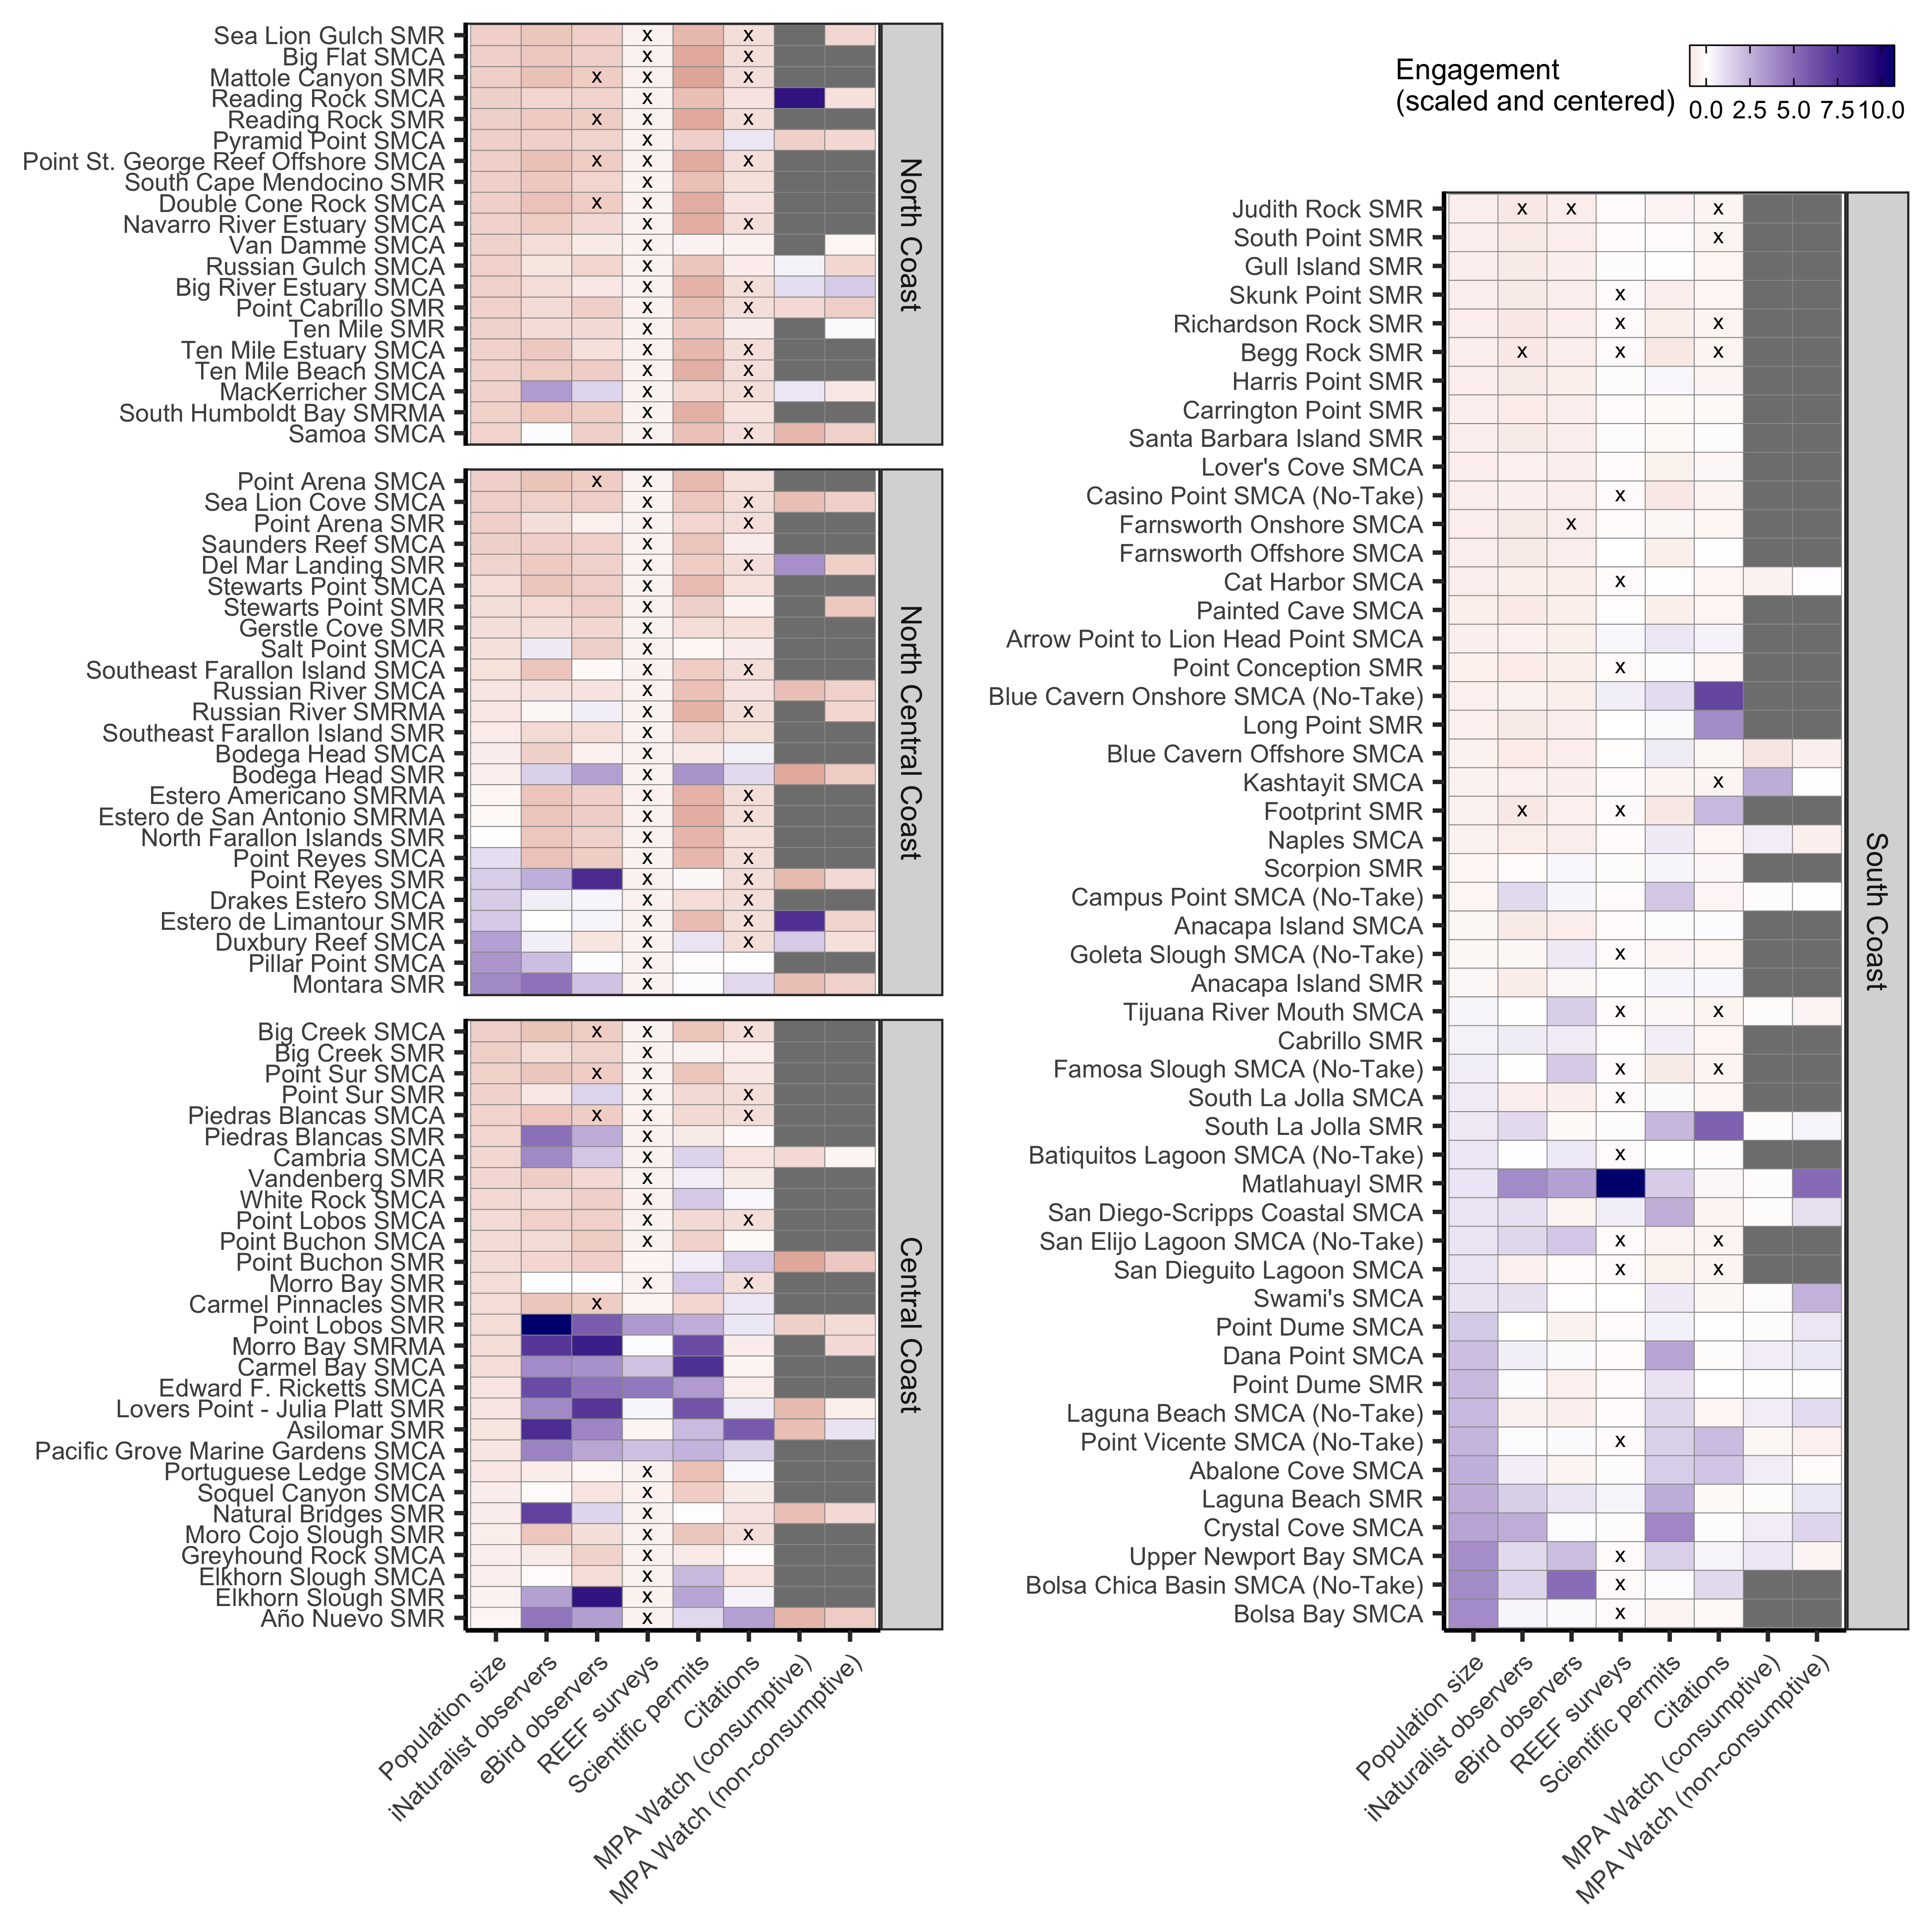 Sea Lion Gulch SMR
Big Flat SMCA
Mattole Canyon SMR
Reading Rock SMCA
Reading Rock SMR
Pyramid Point SMCA
Point St. George Reef Offshore SMCA
South Cape Mendocino SMR
Double Cone Rock SMCA
Navarro River Estuary SMCA
Van Damme SMCA
Russian Gulch SMCA
Big River Estuary SMCA
Point Cabrillo SMR
Ten Mile SMR
Ten Mile Estuary SMCA
Ten Mile Beach SMCA
MacKerricher SMCA
South Humboldt Bay SMRMA
Samoa SMCA
North Coast
Point Arena SMCA
Sea Lion Cove SMCA
Point Arena SMR
Saunders Reef SMCA
Del Mar Landing SMR
Stewarts Point SMCA
Stewarts Point SMR
Gerstle Cove SMR
Salt Point SMCA
Southeast Farallon Island SMCA
Russian River SMCA
Russian River SMRMA
Southeast Farallon Island SMR
Bodega Head SMCA
Bodega Head SMR
Estero Americano SMRMA
Estero de San Antonio SMRMA
North Farallon Islands SMR
Point Reyes SMCA
Point Reyes SMR
Drakes Estero SMCA
Estero de Limantour SMR
Duxbury Reef SMCA
Pillar Point SMCA
Montara SMR
North Central Coast
Big Creek SMCA
Big Creek SMR
Point Sur SMCA
Point Sur SMR
Piedras Blancas SMCA
Piedras Blancas SMR
Cambria SMCA
Vandenberg SMR
White Rock SMCA
Point Lobos SMCA
Point Buchon SMCA
Point Buchon SMR
Morro Bay SMR
Carmel Pinnacles SMR
Point Lobos SMR
Morro Bay SMRMA
Carmel Bay SMCA
Edward F. Ricketts SMCA
Lovers Point - Julia Platt SMR
Asilomar SMR
Pacific Grove Marine Gardens SMCA
Portuguese Ledge SMCA
Soquel Canyon SMCA
Natural Bridges SMR
Moro Cojo Slough SMR
Greyhound Rock SMCA
Elkhorn Slough SMCA
Elkhorn Slough SMR
Año Nuevo SMR
Central Coast
Population size
iNaturalist observers
eBird observers
REEF surveys
Scientific permits
Citations
MPA Watch (consumptive)
MPA Watch (non-consumptive)
Engagement
(scaled and centered)
0.0 2.5 5.0 7.5 10.0
Judith Rock SMR
South Point SMR
Gull Island SMR
Skunk Point SMR
Richardson Rock SMR
Begg Rock SMR
Harris Point SMR
Carrington Point SMR
Santa Barbara Island SMR
Lover's Cove SMCA
Casino Point SMCA (No-Take)
Farnsworth Onshore SMCA
Farnsworth Offshore SMCA
Cat Harbor SMCA
Painted Cave SMCA
Arrow Point to Lion Head Point SMCA
Point Conception SMR
Blue Cavern Onshore SMCA (No-Take)
Long Point SMR
Blue Cavern Offshore SMCA
Kashtayit SMCA
Footprint SMR
Naples SMCA
Scorpion SMR
Campus Point SMCA (No-Take)
Anacapa Island SMCA
Goleta Slough SMCA (No-Take)
Anacapa Island SMR
Tijuana River Mouth SMCA
Cabrillo SMR
Famosa Slough SMCA (No-Take)
South La Jolla SMCA
South La Jolla SMR
Batiquitos Lagoon SMCA (No-Take)
Matlahuayl SMR
San Diego-Scripps Coastal SMCA
San Elijo Lagoon SMCA (No-Take)
San Dieguito Lagoon SMCA
Swami's SMCA
Point Dume SMCA
Dana Point SMCA
Point Dume SMR
Laguna Beach SMCA (No-Take)
Point Vicente SMCA (No-Take)
Abalone Cove SMCA
Laguna Beach SMR
Crystal Cove SMCA
Upper Newport Bay SMCA
Bolsa Chica Basin SMCA (No-Take)
Bolsa Bay SMCA
South Coast
Population size
iNaturalist observers
eBird observers
REEF surveys
Scientific permits
Citations
MPA Watch (consumptive)
MPA Watch (non-consumptive)